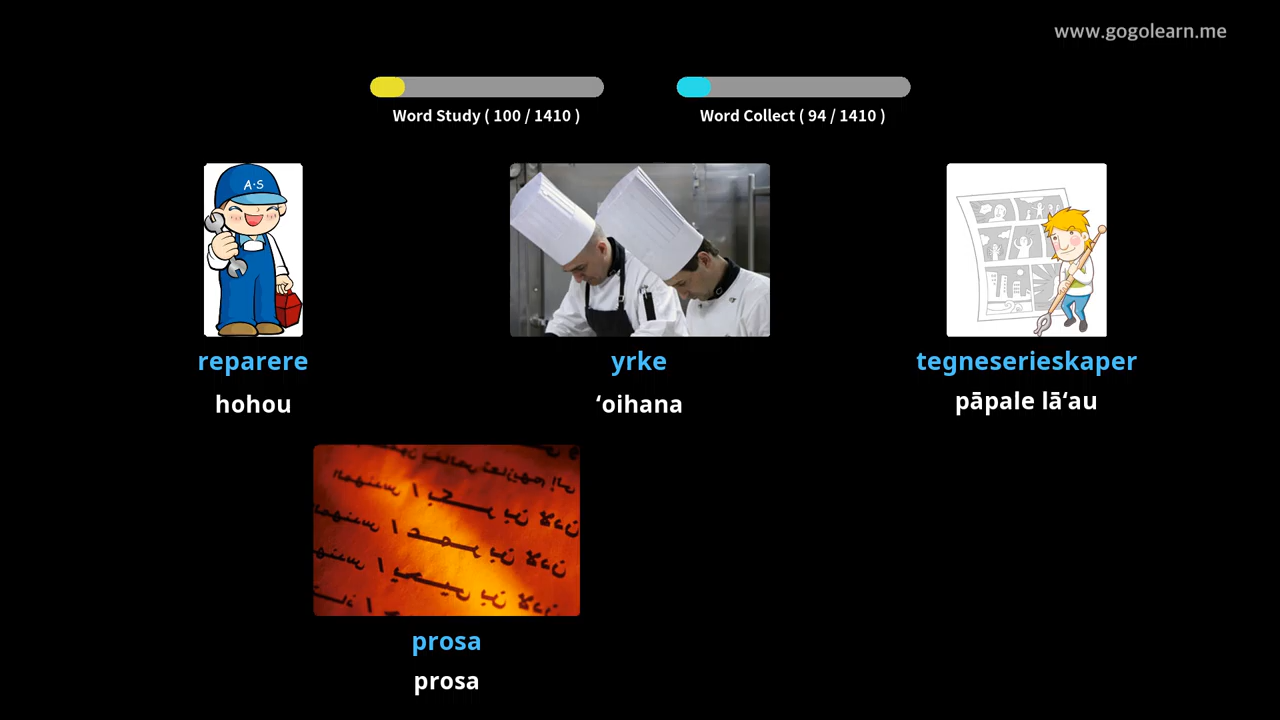 www.gogolearn.me
Word Study ( 100 / 1410 )
Word Collect ( 94 / 1410 )
A·S
reparere
yrke
tegneserieskaper
hohou
ʻoihana
pāpale lāʻau
prosa
prosa